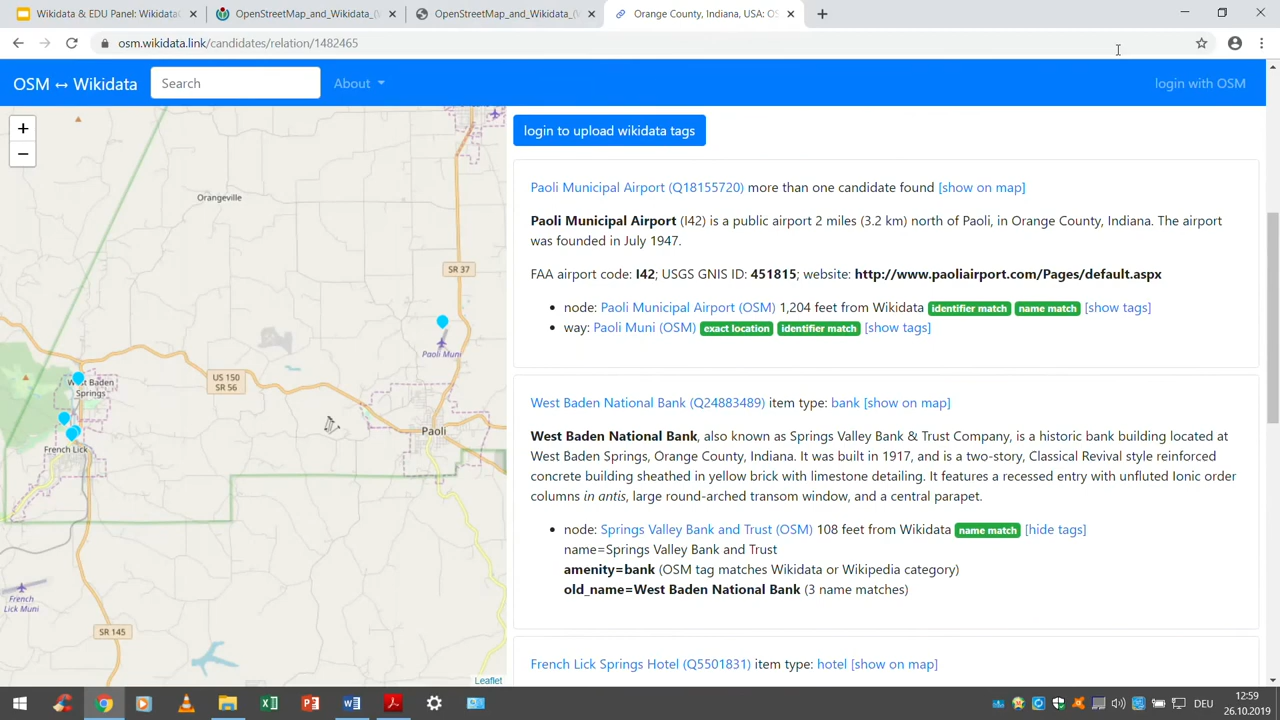 Wikidata & EDU Panel: WikidataC
OpenStreetMap_and_Wikidata_(
OpenStreetMap_and_Wikidata_(V
Orange County, Indiana, USA: OS
osm.wikidata.link/candidates/relation/1482465
OSM ↔ Wikidata
Search
About
login with OSM
+
−
Orangeville
SR 37
Paoli Muni
West Baden
Springs
US 150
SR 56
Paoli
French Lick
French
Lick Muni
SR 145
Leaflet
login to upload wikidata tags
Paoli Municipal Airport (Q18155720) more than one candidate found [show on map]
Paoli Municipal Airport (I42) is a public airport 2 miles (3.2 km) north of Paoli, in Orange County, Indiana. The airport
was founded in July 1947.
FAA airport code: I42; USGS GNIS ID: 451815; website: http://www.paoliairport.com/Pages/default.aspx
• node: Paoli Municipal Airport (OSM) 1,204 feet from Wikidata identifier match name match [show tags]
• way: Paoli Muni (OSM) exact location identifier match [show tags]
West Baden National Bank (Q24883489) item type: bank [show on map]
West Baden National Bank, also known as Springs Valley Bank & Trust Company, is a historic bank building located at
West Baden Springs, Orange County, Indiana. It was built in 1917, and is a two-story, Classical Revival style reinforced
concrete building sheathed in yellow brick with limestone detailing. It features a recessed entry with unfluted Ionic order
columns in antis, large round-arched transom window, and a central parapet.
• node: Springs Valley Bank and Trust (OSM) 108 feet from Wikidata name match [hide tags]
name=Springs Valley Bank and Trust
amenity=bank (OSM tag matches Wikidata or Wikipedia category)
old_name=West Baden National Bank (3 name matches)
French Lick Springs Hotel (Q5501831) item type: hotel [show on map]
DEU
12:59
26.10.2019